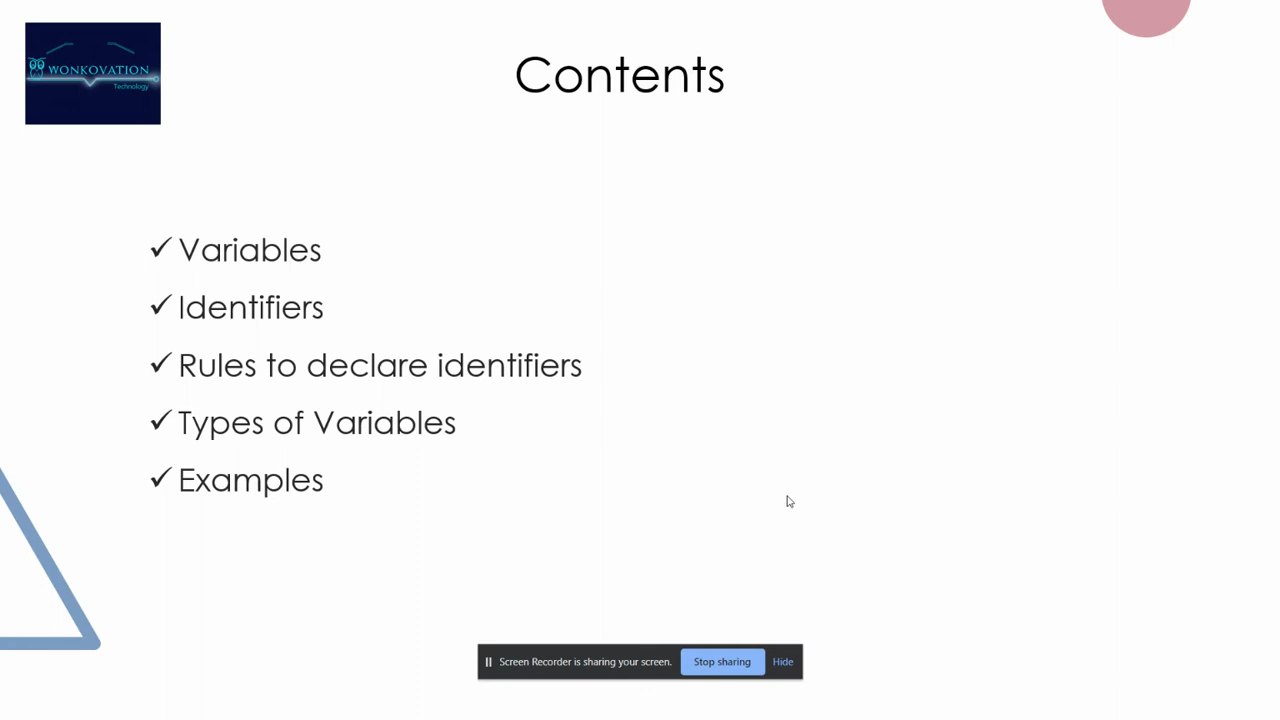 WONKOVATION
Technology
Contents
✓ Variables
✓ Identifiers
✓ Rules to declare identifiers
✓ Types of Variables
✓ Examples
Screen Recorder is sharing your screen. Stop sharing Hide